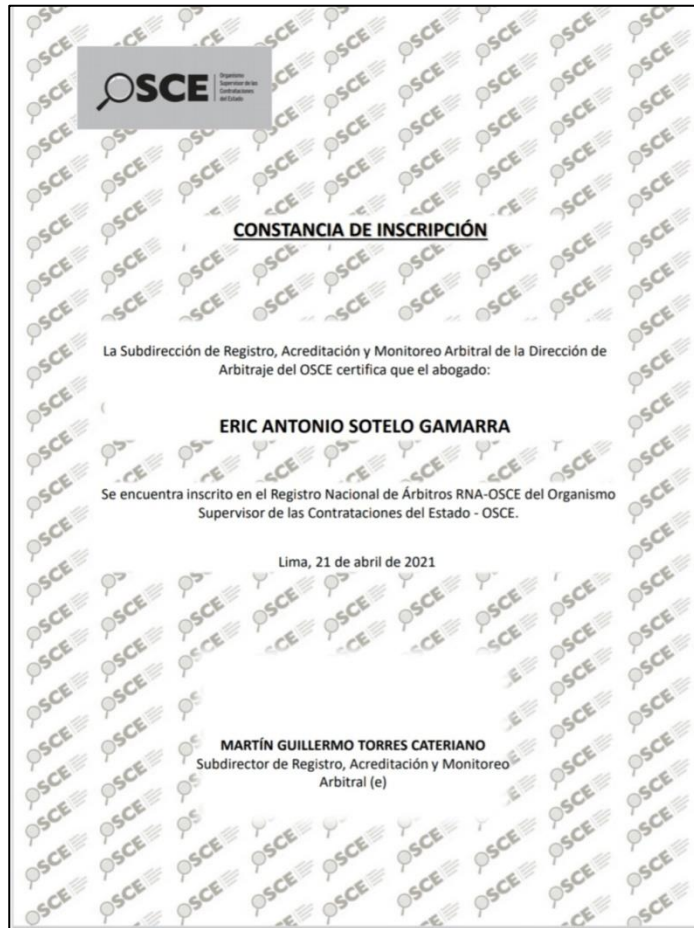 OSCE
Organismo
Supervisor de las
Contrataciones
del Estado
CONSTANCIA DE INSCRIPCIÓN
La Subdirección de Registro, Acreditación y Monitoreo Arbitral de la Dirección de
Arbitraje del OSCE certifica que el abogado:
ERIC ANTONIO SOTELO GAMARRA
Se encuentra inscrito en el Registro Nacional de Árbitros RNA-OSCE del Organismo
Supervisor de las Contrataciones del Estado - OSCE.
Lima, 21 de abril de 2021
MARTÍN GUILLERMO TORRES CATERIANO
Subdirector de Registro, Acreditación y Monitoreo
Arbitral (e)